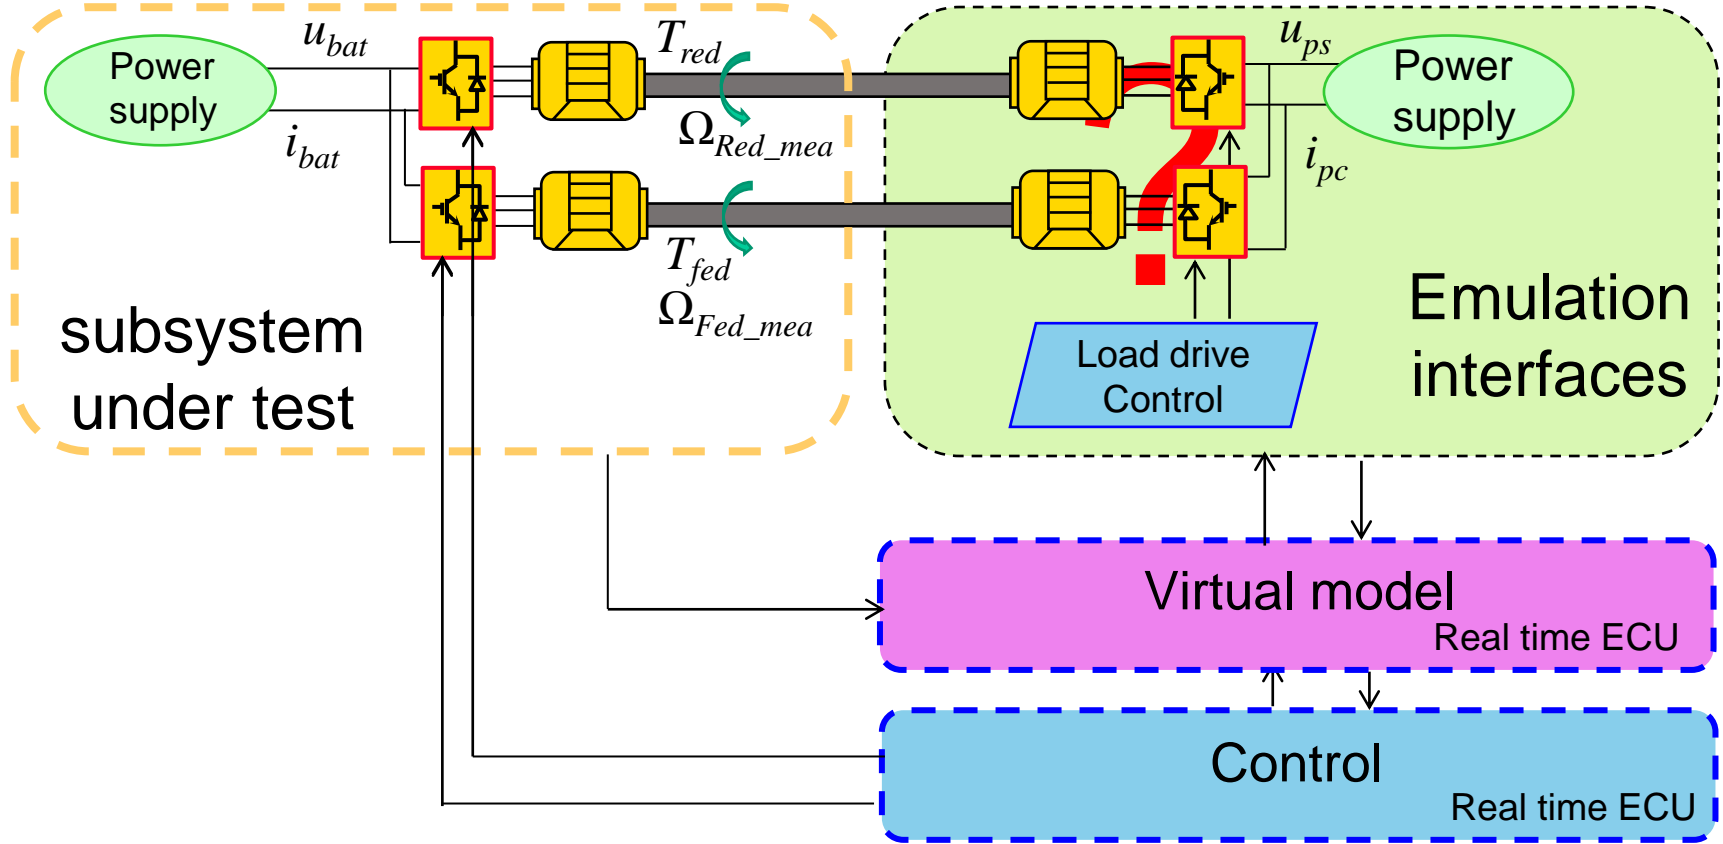 Power
supply
u_bat
i_bat
T_red
Ω_Red_mea
T_fed
Ω_Fed_mea
subsystem
under test
u_ps
i_pc
Power
supply
?
Load drive
Control
Emulation
interfaces
Virtual model
Real time ECU
Control
Real time ECU